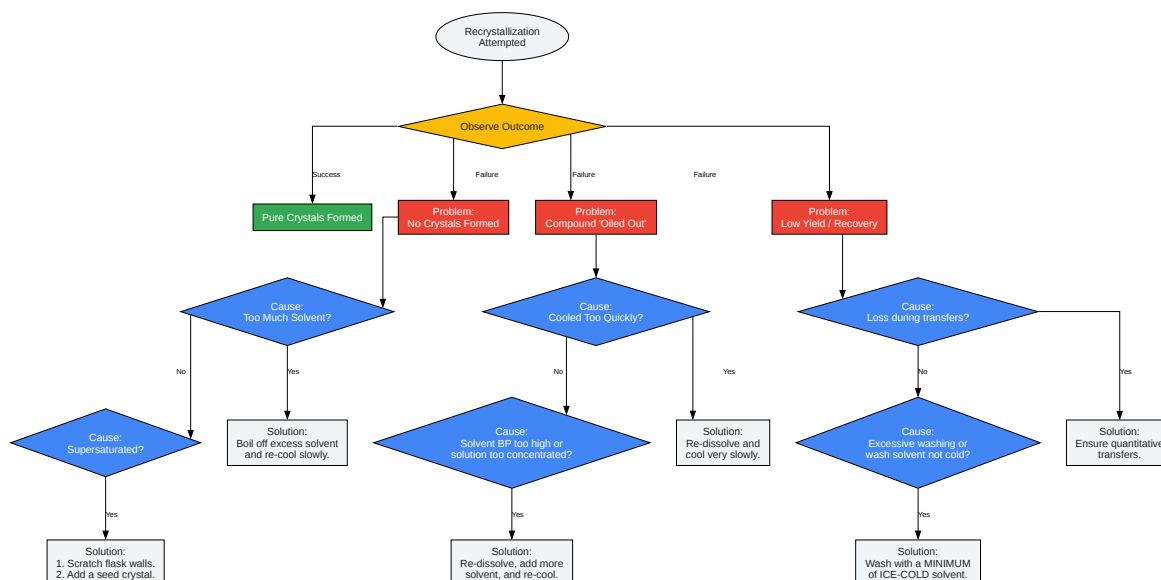 Recrystallization
Attempted
Observe Outcome
Success
Failure
Failure
Failure
Pure Crystals Formed
Problem:
No Crystals Formed
Problem:
Compound 'Oiled Out'
Problem:
Low Yield / Recovery
Cause:
Too Much Solvent?
Cause:
Cooled Too Quickly?
Cause:
Loss during transfers?
No
Yes
No
Yes
No
Yes
Cause:
Supersaturated?
Solution:
Boil off excess solvent
and re-cool slowly.
Cause:
Solvent BP too high or
solution too concentrated?
Solution:
Re-dissolve and
cool very slowly.
Cause:
Excessive washing or
wash solvent not cold?
Solution:
Ensure quantitative
transfers.
Yes
Yes
Yes
Solution:
1. Scratch flask walls.
2. Add a seed crystal.
Solution:
Re-dissolve, add more
solvent, and re-cool.
Solution:
Wash with a MINIMUM
of ICE-COLD solvent.